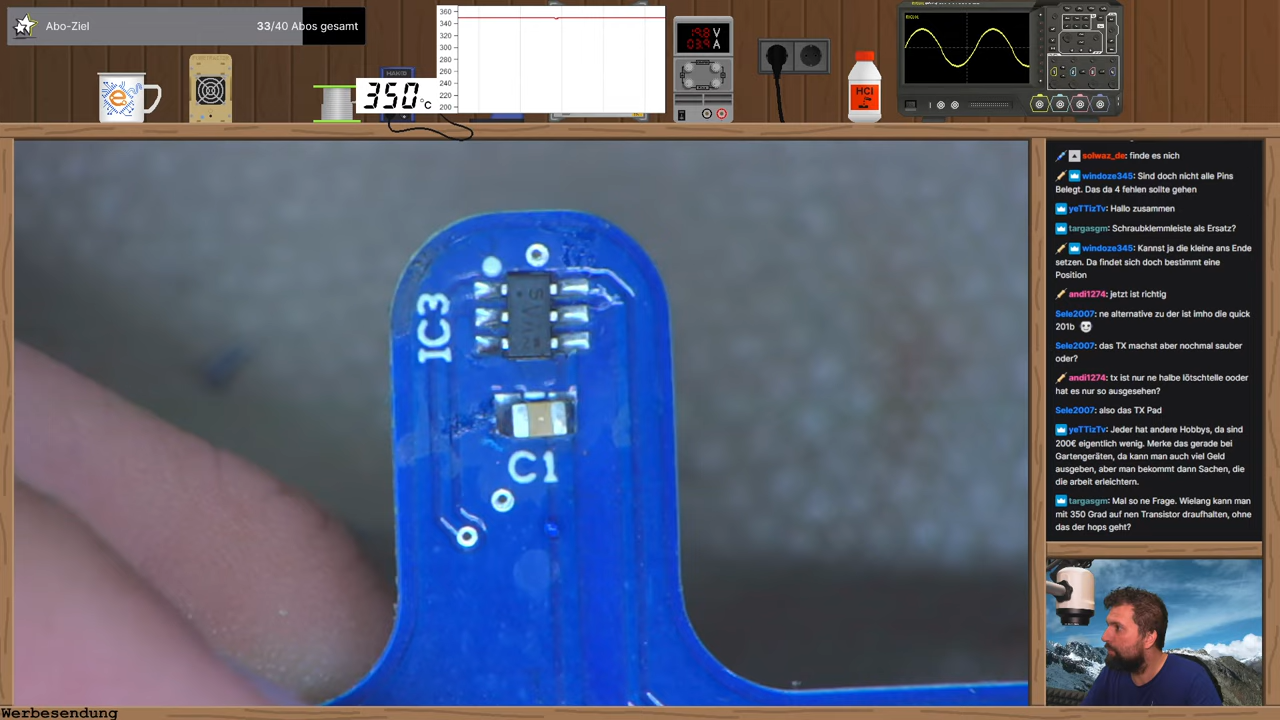 Abo-Ziel
33/40 Abos gesamt
360
340
320
300
280
260
240
220
200
350 °C
HAKKO
19.8 V
03.9 A
HCl
RIGOL
solwaz_de: finde es nich
windoze345: Sind doch nicht alle Pins
Belegt. Das da 4 fehlen sollte gehen
yeTTizTv: Hallo zusammen
targasgm: Schraubklemmleiste als Ersatz?
windoze345: Kannst ja die kleine ans Ende
setzen. Da findet sich doch bestimmt eine
Position
andi1274: jetzt ist richtig
Sele2007: ne alternative zu der ist imho die quick
201b
Sele2007: das TX machst aber nochmal sauber
oder?
andi1274: tx ist nur ne halbe lötschtelle ooder
hat es nur so ausgesehen?
Sele2007: also das TX Pad
yeTTizTv: Jeder hat andere Hobbys, da sind
200€ eigentlich wenig. Merke das gerade bei
Gartengeräten, da kann man auch viel Geld
ausgeben, aber man bekommt dann Sachen, die
die arbeit erleichtern.
targasgm: Mal so ne Frage. Wielang kann man
mit 350 Grad auf nen Transistor draufhalten, ohne
das der hops geht?
IC3
C1
Werbesendung